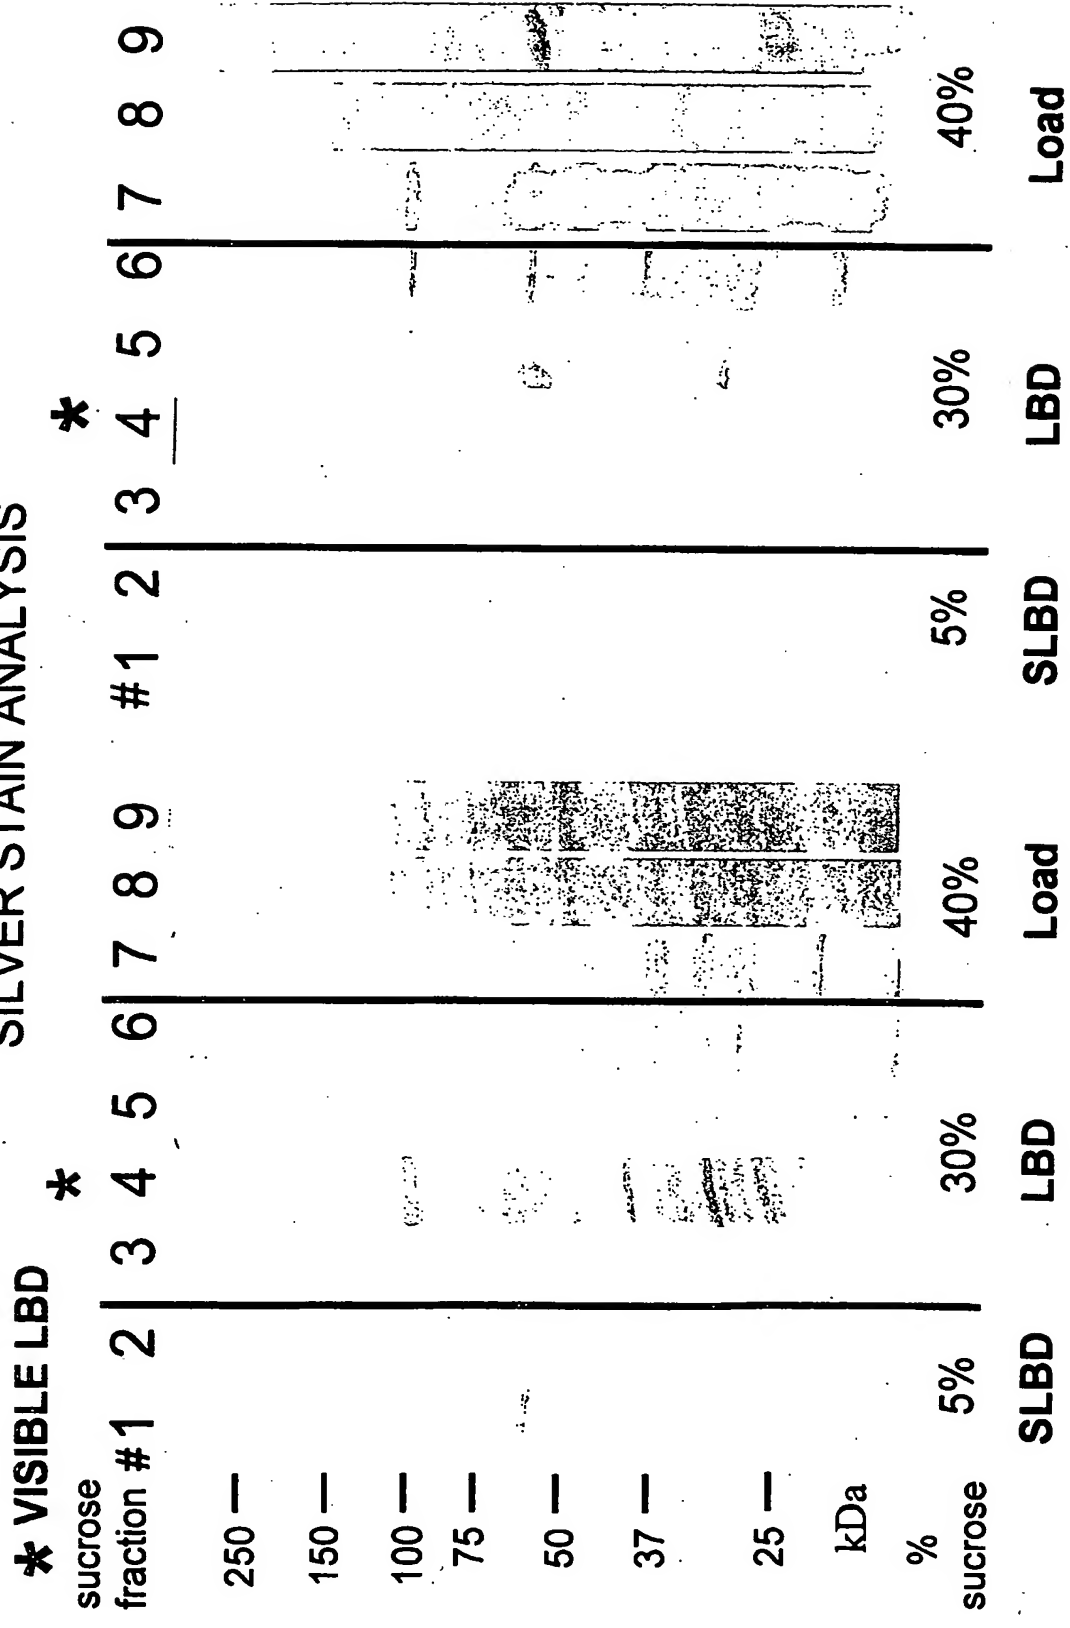 SILVER STAIN ANALYSIS
* VISIBLE LBD * *
sucrose
fraction #1 2 3 4 5 6 7 8 9 #1 2 3 4 5 6 7 8 9
250
150
100
75
50
37
25
kDa
% 5% 30% 40% 5% 30% 40%
sucrose
SLBD LBD Load SLBD LBD Load